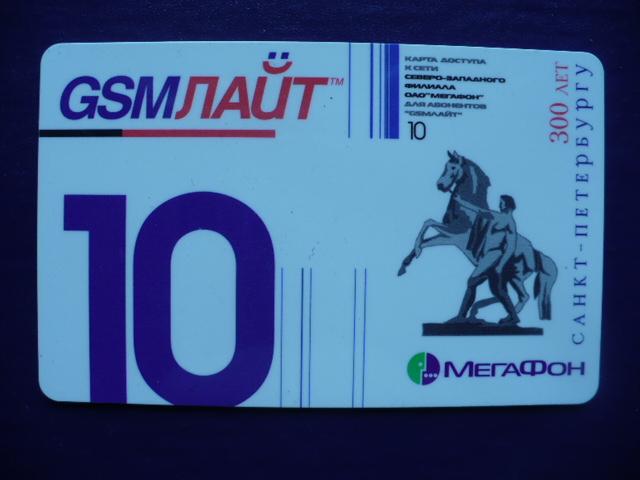 GSMЛАЙТ™
КАРТА ДОСТУПА
К СЕТИ
СЕВЕРО-ЗАПАДНОГО
ФИЛИАЛА
ОАО "МЕГАФОН"
ДЛЯ АБОНЕНТОВ
"GSMЛАЙТ"
10
300 ЛЕТ
САНКТ-ПЕТЕРБУРГУ
10
МЕГАФОН